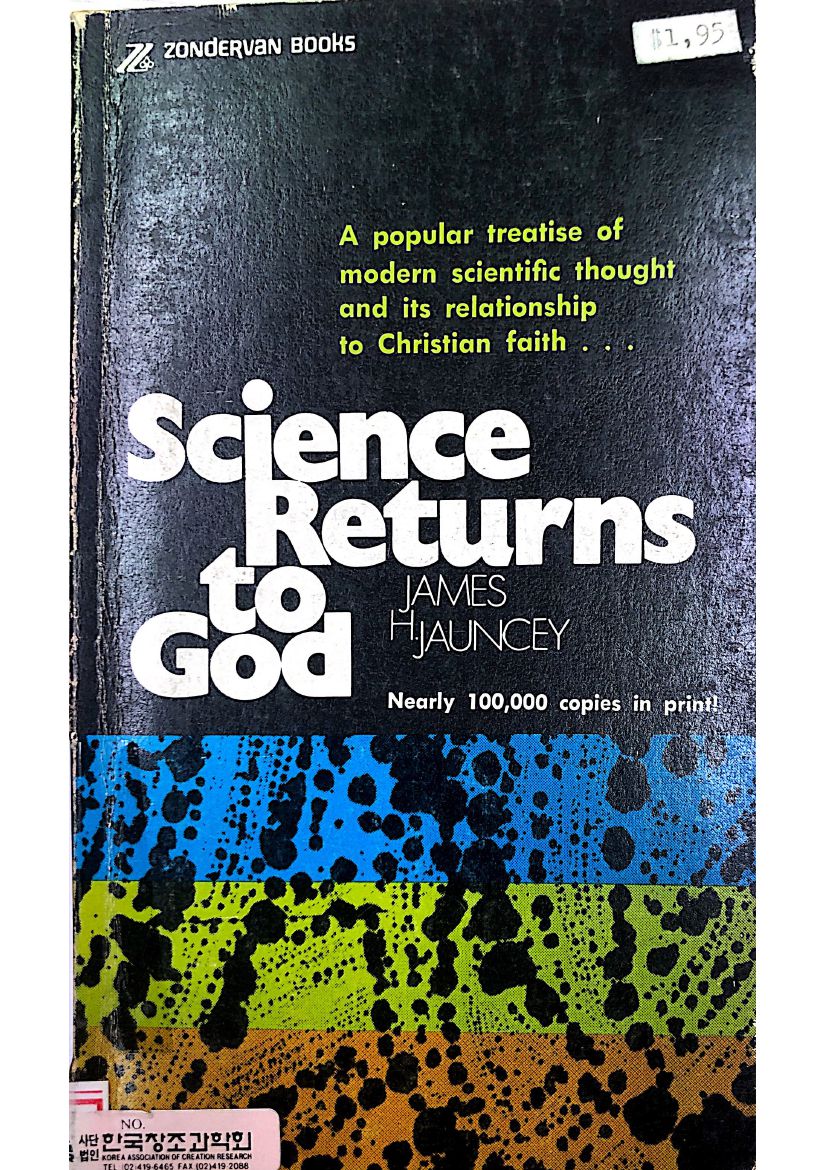 ZONDERVAN BOOKS
$1,95
A popular treatise of
modern scientific thought
and its relationship
to Christian faith . . .
Science
Returns
to
God
JAMES
H. JAUNCEY
Nearly 100,000 copies in print!
NO.
사단
법인
한국창조과학회
KOREA ASSOCIATION OF CREATION RESEARCH
TEL (02)419-6465 FAX (02)419-2088